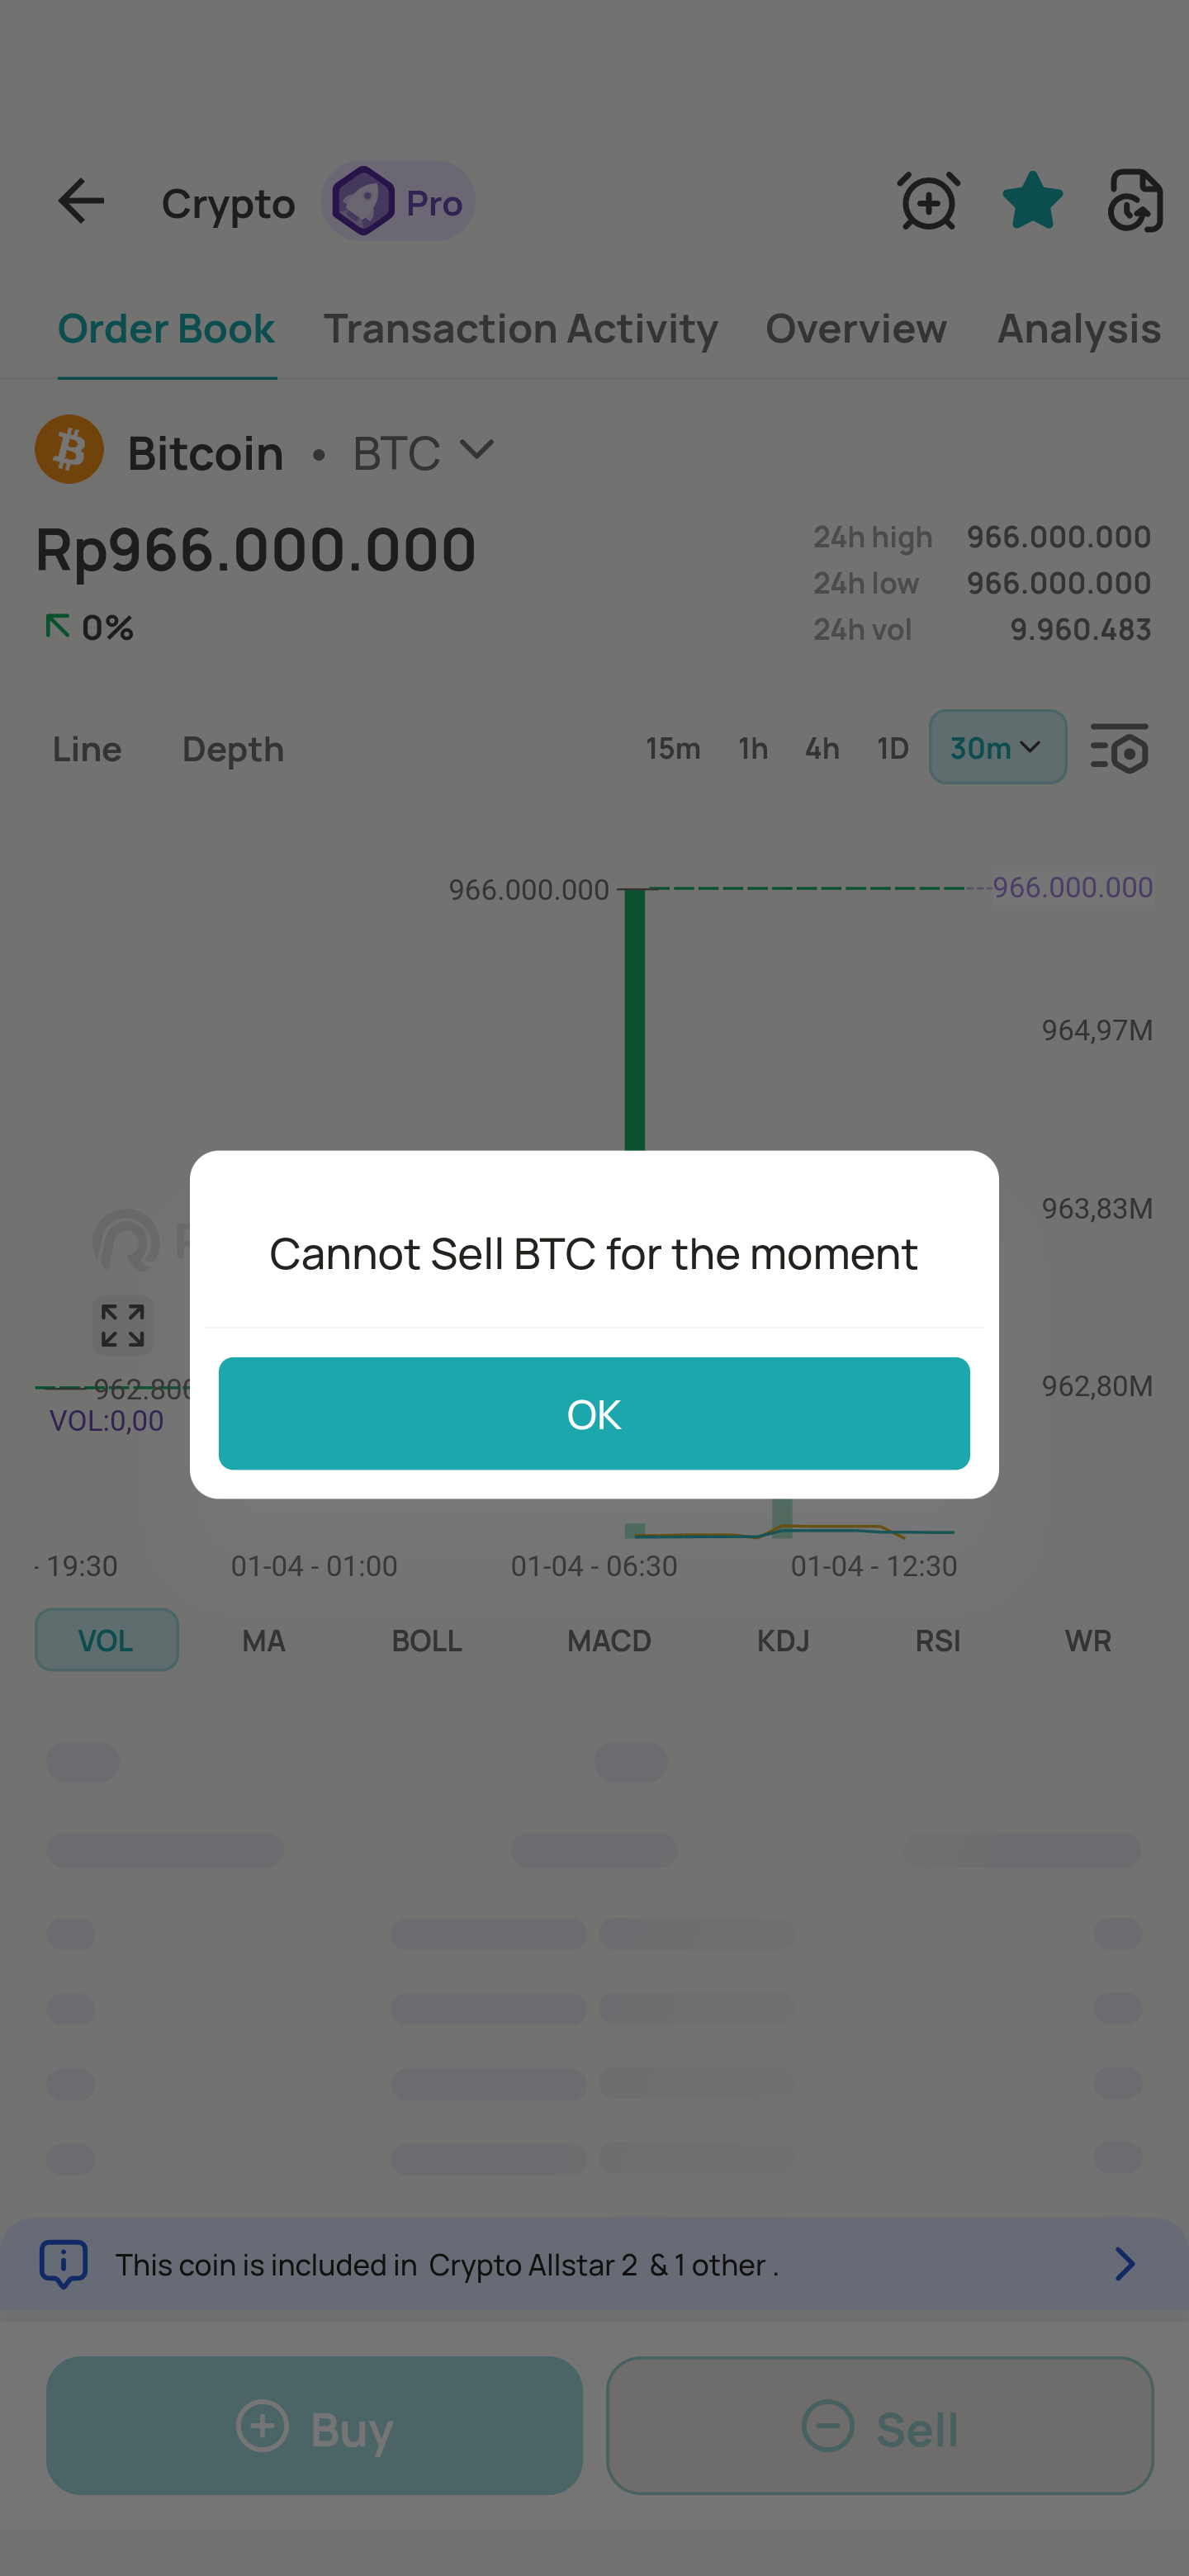 Crypto Pro
Order Book Transaction Activity Overview Analysis
Bitcoin • BTC
Rp966.000.000
0%
24h high 966.000.000
24h low 966.000.000
24h vol 9.960.483
Line Depth 15m 1h 4h 1D 30m
966.000.000 966.000.000
964,97M
963,83M
Cannot Sell BTC for the moment
OK
962,80M
VOL:0,00
- 19:30 01-04 - 01:00 01-04 - 06:30 01-04 - 12:30
VOL MA BOLL MACD KDJ RSI WR
This coin is included in Crypto Allstar 2 & 1 other .
Buy Sell